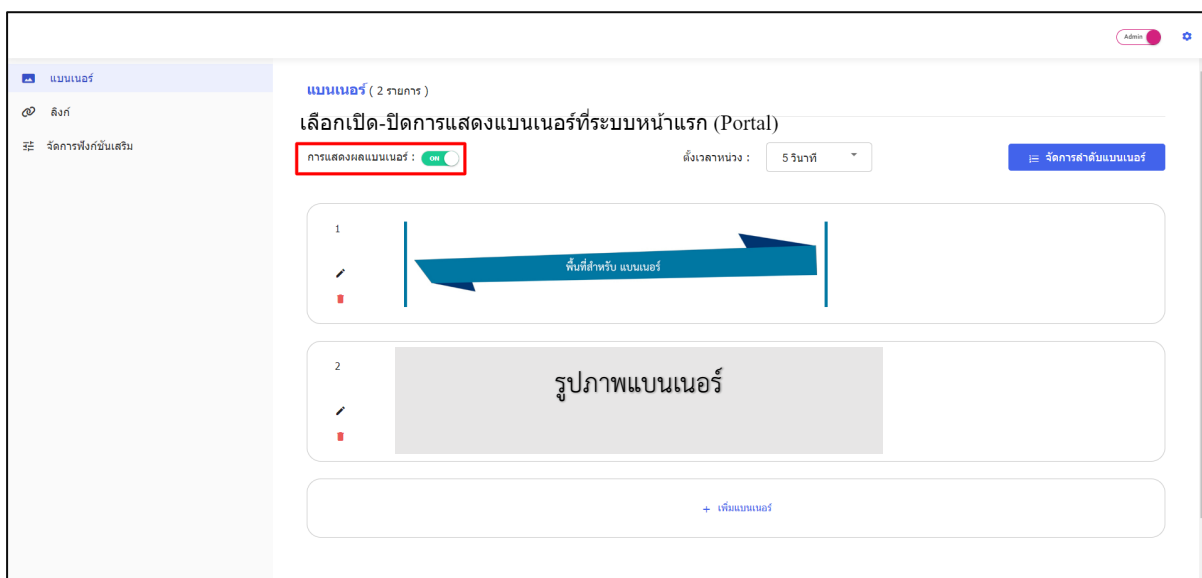 Admin
แบนเนอร์
ลิงก์
จัดการฟังก์ชันเสริม
แบนเนอร์ ( 2 รายการ )
เลือกเปิด-ปิดการแสดงแบนเนอร์ที่ระบบหน้าแรก (Portal)
การแสดงผลแบนเนอร์ : ON
ตั้งเวลาหน่วง : 5 วินาที
จัดการลำดับแบนเนอร์
1
พื้นที่สำหรับ แบนเนอร์
2
รูปภาพแบนเนอร์
+ เพิ่มแบนเนอร์